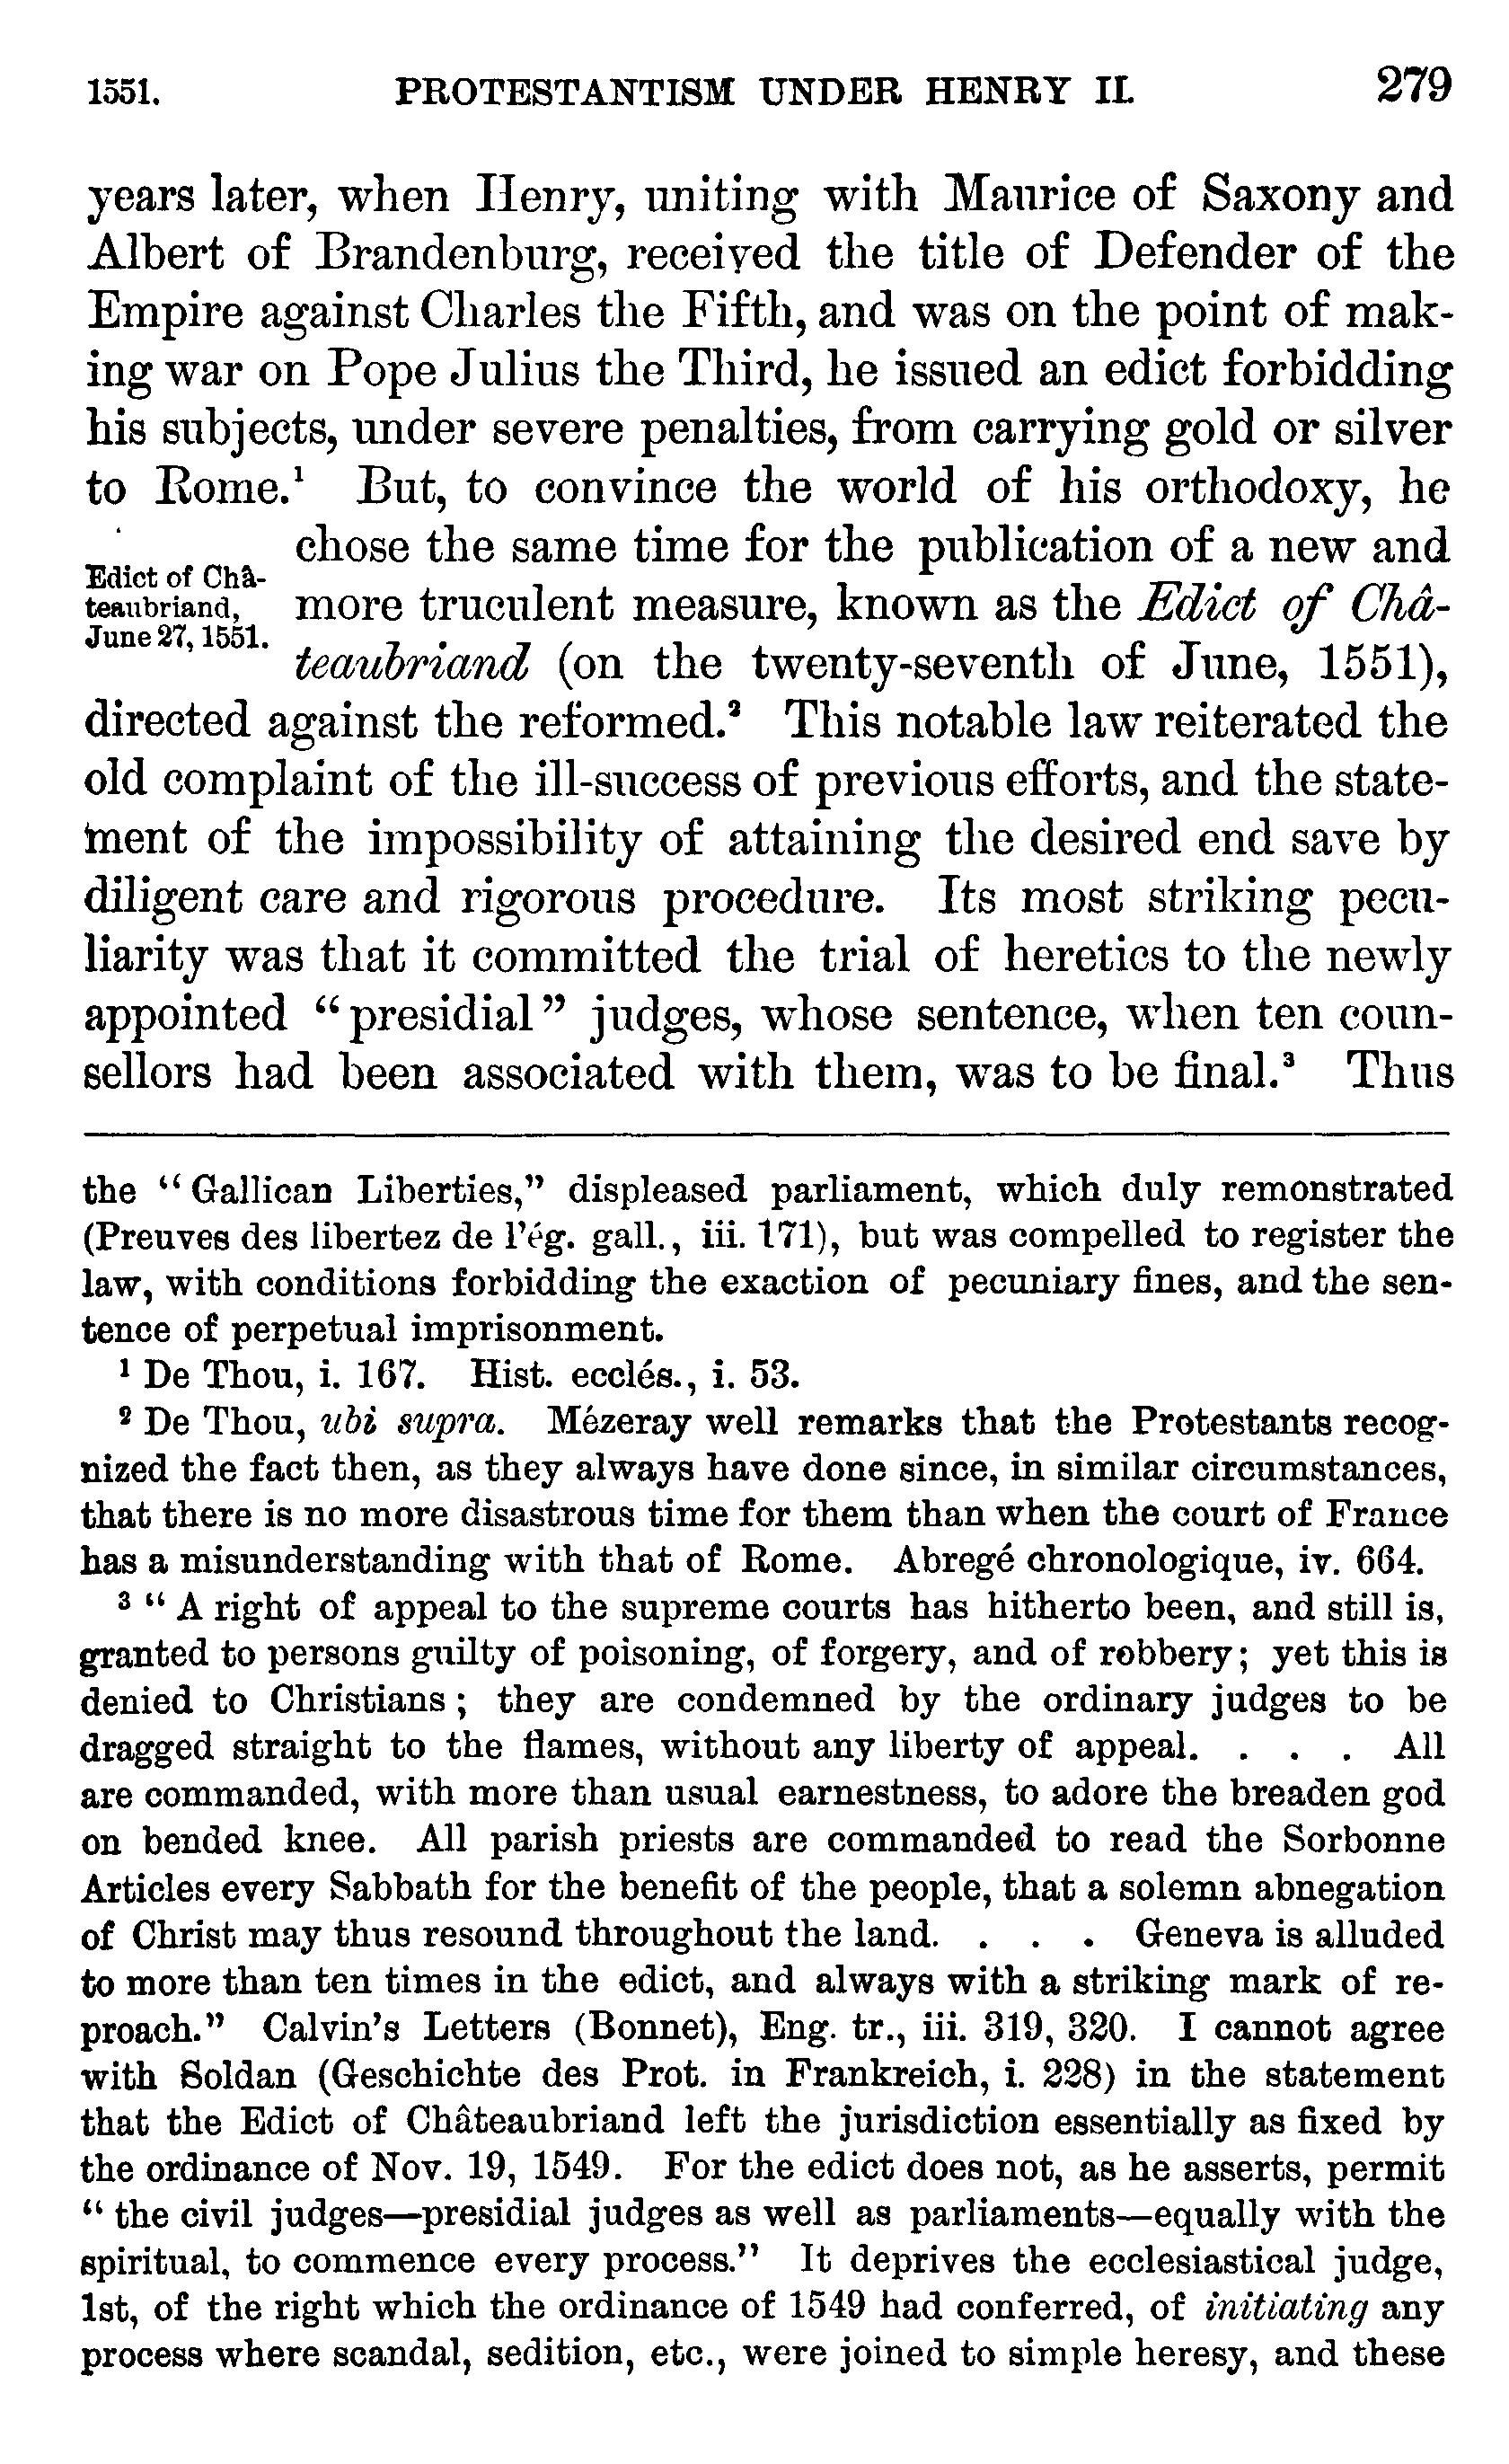 1551. PROTESTANTISM UNDER HENRY II. 279
years later, when Henry, uniting with Maurice of Saxony and
Albert of Brandenburg, received the title of Defender of the
Empire against Charles the Fifth, and was on the point of mak-
ing war on Pope Julius the Third, he issued an edict forbidding
his subjects, under severe penalties, from carrying gold or silver
to Rome.¹ But, to convince the world of his orthodoxy, he
chose the same time for the publication of a new and
Edict of Châ-
teaubriand,
June 27, 1551.
more truculent measure, known as the Edict of Châ-
teaubriand (on the twenty-seventh of June, 1551),
directed against the reformed.² This notable law reiterated the
old complaint of the ill-success of previous efforts, and the state-
ment of the impossibility of attaining the desired end save by
diligent care and rigorous procedure. Its most striking pecu-
liarity was that it committed the trial of heretics to the newly
appointed “presidial” judges, whose sentence, when ten coun-
sellors had been associated with them, was to be final.³ Thus
the “Gallican Liberties,” displeased parliament, which duly remonstrated
(Preuves des libertez de l'ég. gall., iii. 171), but was compelled to register the
law, with conditions forbidding the exaction of pecuniary fines, and the sen-
tence of perpetual imprisonment.
¹ De Thou, i. 167. Hist. ecclés., i. 53.
² De Thou, ubi supra. Mézeray well remarks that the Protestants recog-
nized the fact then, as they always have done since, in similar circumstances,
that there is no more disastrous time for them than when the court of France
has a misunderstanding with that of Rome. Abregé chronologique, iv. 664.
³ “A right of appeal to the supreme courts has hitherto been, and still is,
granted to persons guilty of poisoning, of forgery, and of robbery; yet this is
denied to Christians; they are condemned by the ordinary judges to be
dragged straight to the flames, without any liberty of appeal. . . . All
are commanded, with more than usual earnestness, to adore the breaden god
on bended knee. All parish priests are commanded to read the Sorbonne
Articles every Sabbath for the benefit of the people, that a solemn abnegation
of Christ may thus resound throughout the land. . . . Geneva is alluded
to more than ten times in the edict, and always with a striking mark of re-
proach.” Calvin's Letters (Bonnet), Eng. tr., iii. 319, 320. I cannot agree
with Soldan (Geschichte des Prot. in Frankreich, i. 228) in the statement
that the Edict of Châteaubriand left the jurisdiction essentially as fixed by
the ordinance of Nov. 19, 1549. For the edict does not, as he asserts, permit
“the civil judges—presidial judges as well as parliaments—equally with the
spiritual, to commence every process.” It deprives the ecclesiastical judge,
1st, of the right which the ordinance of 1549 had conferred, of initiating any
process where scandal, sedition, etc., were joined to simple heresy, and these